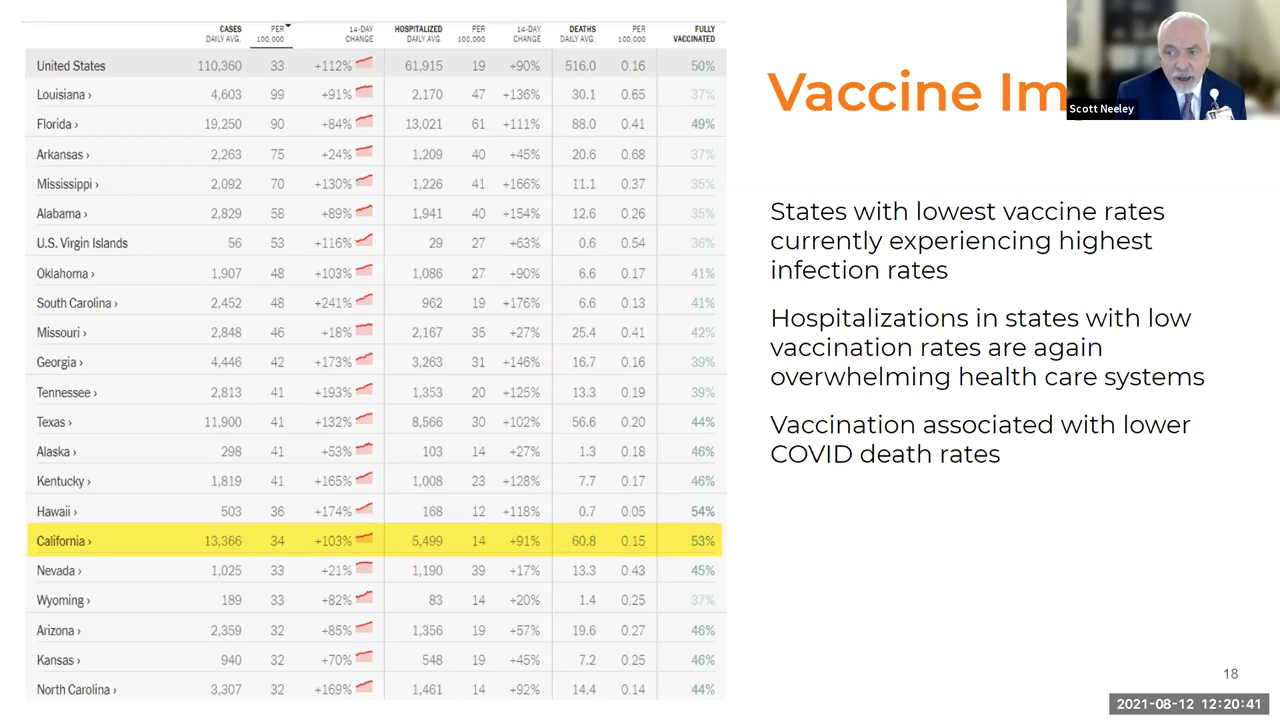 CASES DAILY AVG. PER 100,000 14-DAY CHANGE HOSPITALIZED DAILY AVG. PER 100,000 14-DAY CHANGE DEATHS DAILY AVG. PER 100,000 FULLY VACCINATED
United States 110,360 33 +112% 61,915 +90% 516.0 0.16 50%
Louisiana › 4,603 99 +91% 2,170 47 +136% 30.1 0.65 37%
Florida › 19,250 90 +84% 13,021 61 +111% 88.0 0.41 49%
Arkansas › 2,263 75 +24% 1,209 40 +45% 20.6 0.68 37%
Mississippi › 2,092 70 +130% 1,226 41 +166% 11.1 0.37 35%
Alabama › 2,829 58 +89% 1,941 40 +154% 12.6 0.26 35%
U.S. Virgin Islands 56 53 +116% 29 27 +63% 0.6 0.54 36%
Oklahoma › 1,907 48 +103% 1,086 27 +90% 6.6 0.17 41%
South Carolina › 2,452 48 +241% 962 19 +176% 6.6 0.13 41%
Missouri › 2,848 46 +18% 2,167 35 +27% 25.4 0.41 42%
Georgia › 4,446 42 +173% 3,263 31 +146% 16.7 0.16 39%
Tennessee › 2,813 41 +193% 1,353 20 +125% 13.3 0.19 39%
Texas › 11,900 41 +132% 8,566 30 +102% 56.6 0.20 44%
Alaska › 298 41 +53% 103 14 +27% 1.3 0.18 46%
Kentucky › 1,819 41 +165% 1,008 23 +128% 7.7 0.17 46%
Hawaii › 503 36 +174% 168 12 +118% 0.7 0.05 54%
California › 13,366 34 +103% 5,499 14 +91% 60.8 0.15 53%
Nevada › 1,025 33 +21% 1,190 39 +17% 13.3 0.43 45%
Wyoming › 189 33 +82% 83 14 +20% 1.4 0.25 37%
Arizona › 2,359 32 +85% 1,356 19 +57% 19.6 0.27 46%
Kansas › 940 32 +70% 548 19 +45% 7.2 0.25 46%
North Carolina › 3,307 32 +169% 1,461 14 +92% 14.4 0.14 44%
Vaccine
Scott Neeley
States with lowest vaccine rates
currently experiencing highest
infection rates
Hospitalizations in states with low
vaccination rates are again
overwhelming health care systems
Vaccination associated with lower
COVID death rates
18
2021-08-12 12:20:41